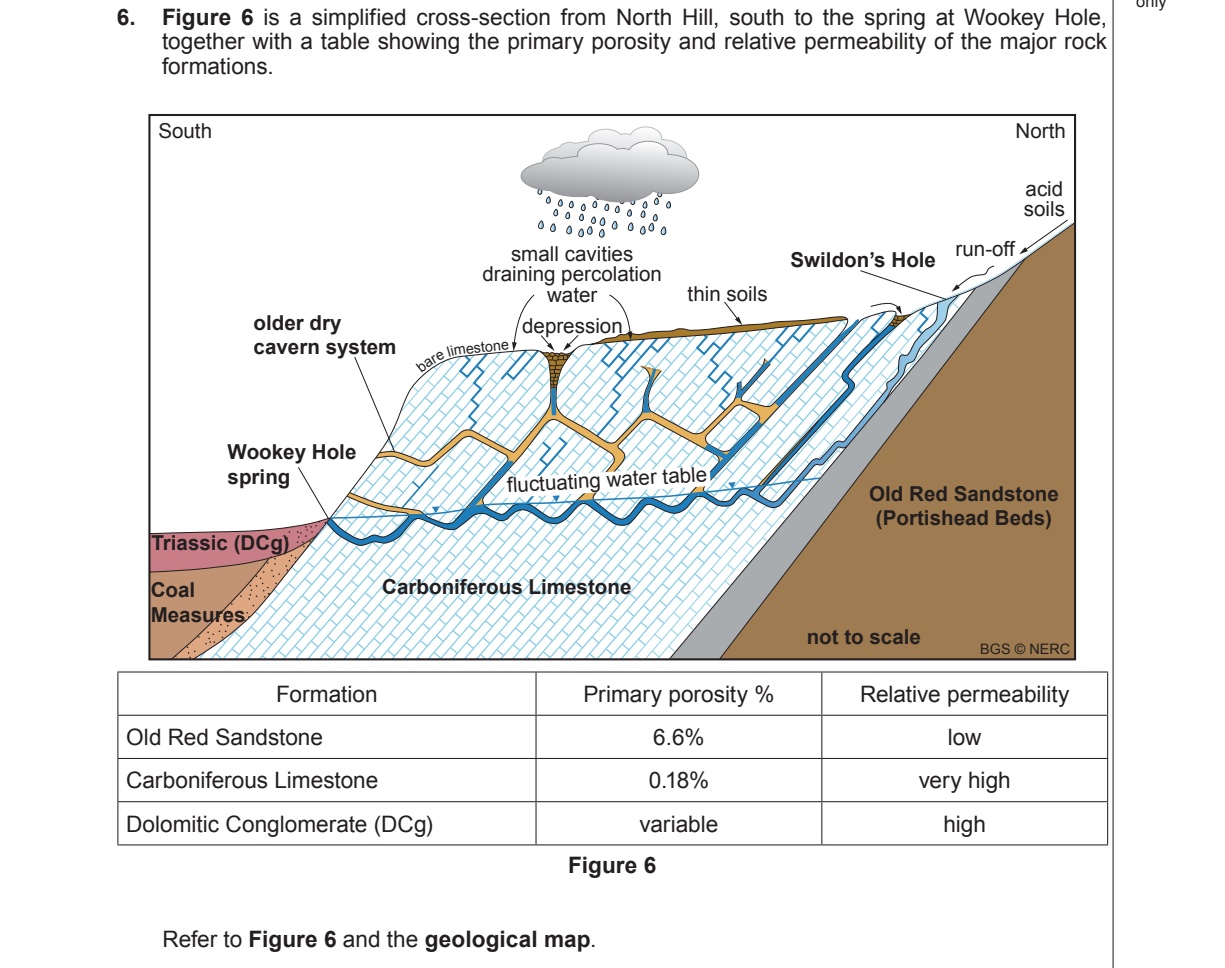 only
6. Figure 6 is a simplified cross-section from North Hill, south to the spring at Wookey Hole,
together with a table showing the primary porosity and relative permeability of the major rock
formations.
South
North
acid
soils
run-off
Swildon's Hole
small cavities
draining percolation
water
thin soils
depression
older dry
cavern system
bare limestone
Wookey Hole
spring
fluctuating water table
Old Red Sandstone
(Portishead Beds)
Triassic (DCg)
Coal
Measures
Carboniferous Limestone
not to scale
BGS © NERC
Formation Primary porosity % Relative permeability
Old Red Sandstone 6.6% low
Carboniferous Limestone 0.18% very high
Dolomitic Conglomerate (DCg) variable high
Figure 6
Refer to Figure 6 and the geological map.